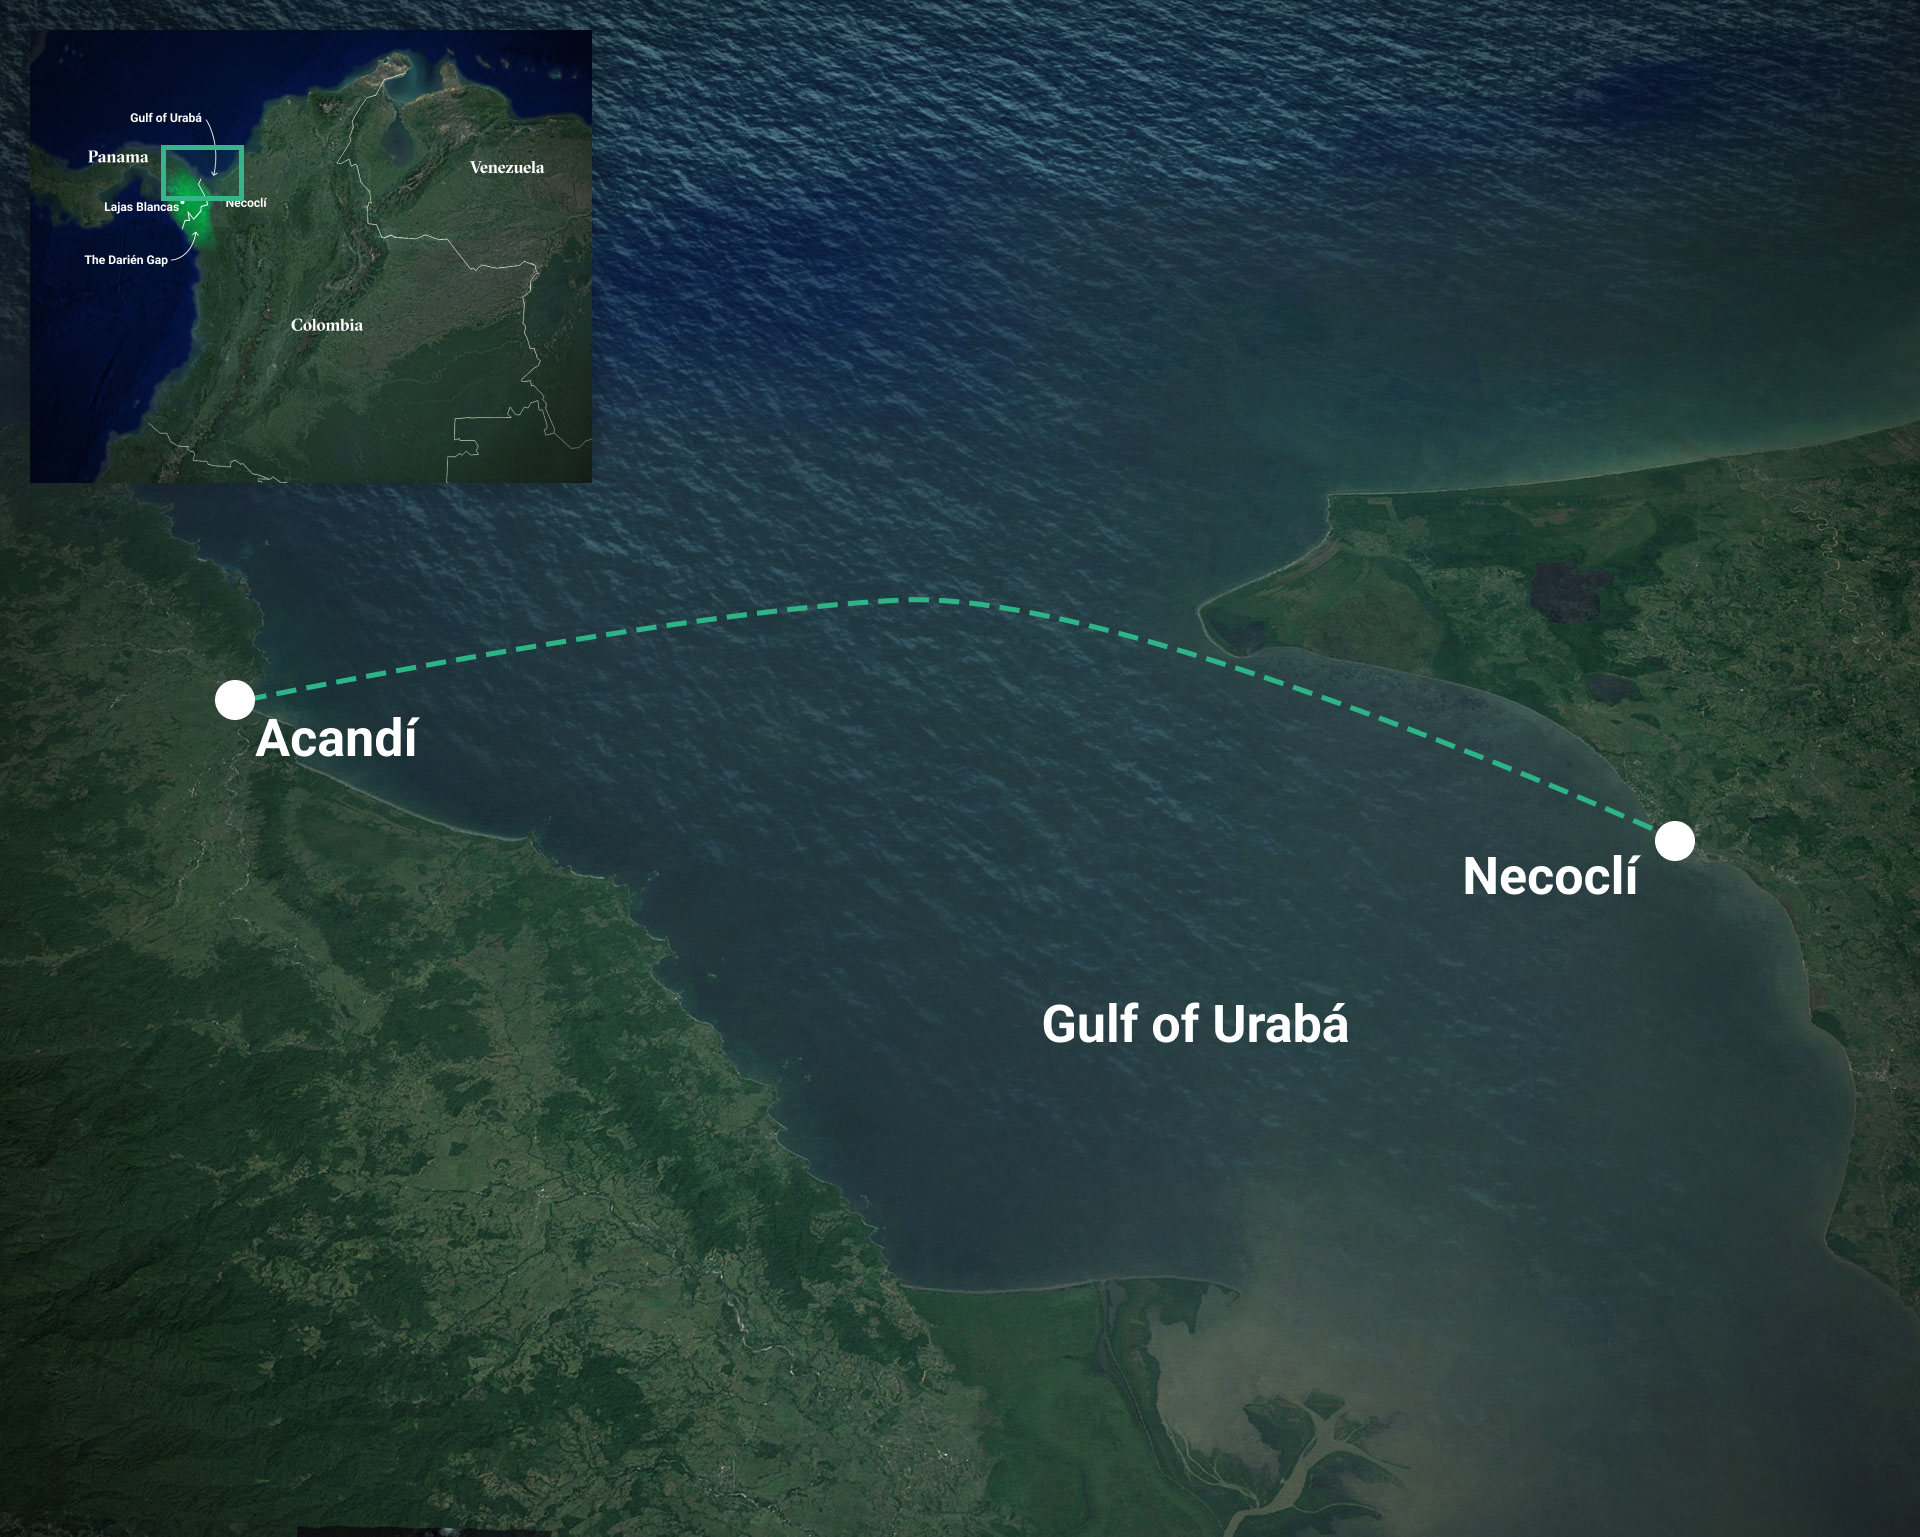 Gulf of Urabá
Panama
Venezuela
Lajas Blancas
Necoclí
The Darién Gap
Colombia
Acandí
Necoclí
Gulf of Urabá